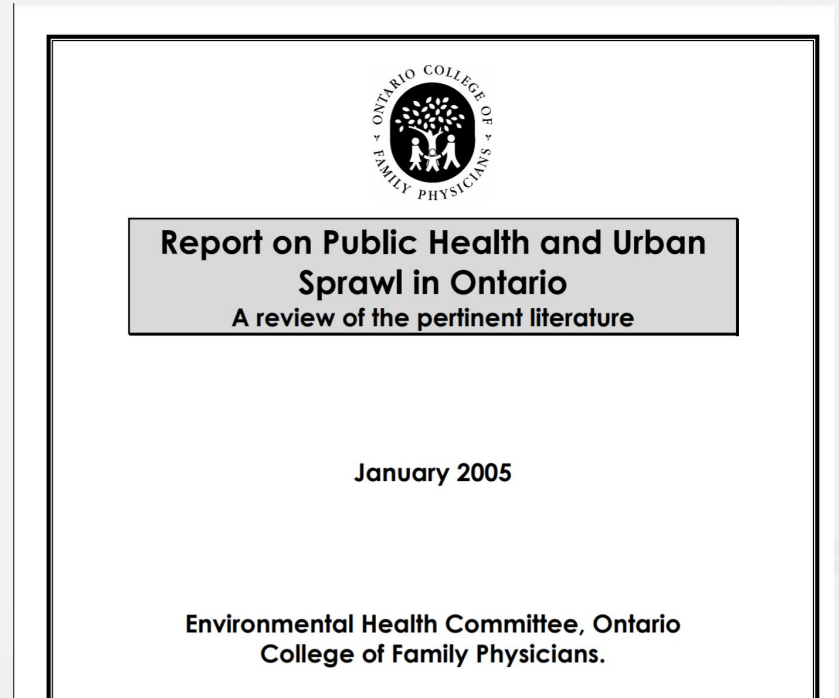 ONTARIO COLLEGE OF
FAMILY PHYSICIANS
Report on Public Health and Urban
Sprawl in Ontario
A review of the pertinent literature
January 2005
Environmental Health Committee, Ontario
College of Family Physicians.